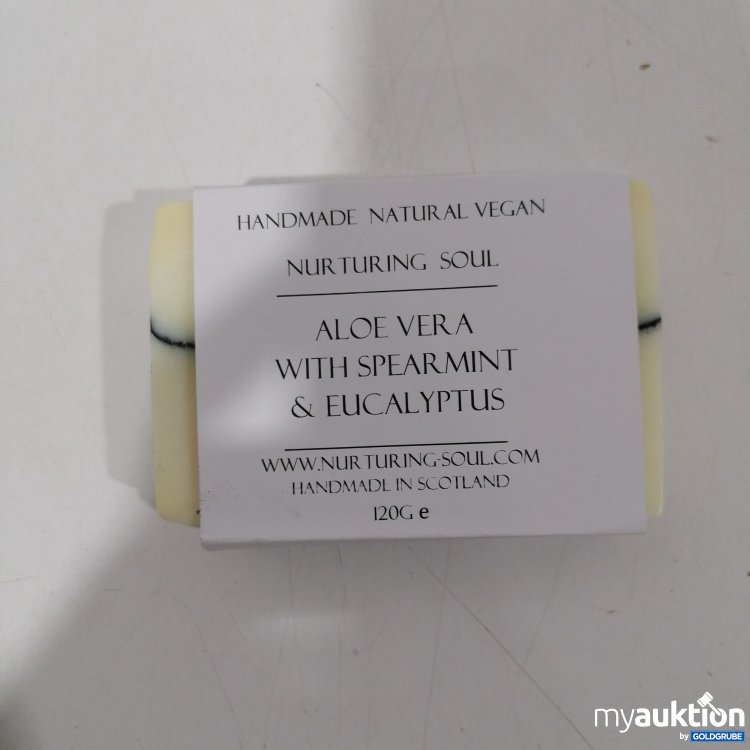 HANDMADE NATURAL VEGAN
NURTURING SOUL
ALOE VERA
WITH SPEARMINT
& EUCALYPTUS
WWW.NURTURING-SOUL.COM
HANDMADE IN SCOTLAND
120G e
myauktion
by GOLDGRUBE